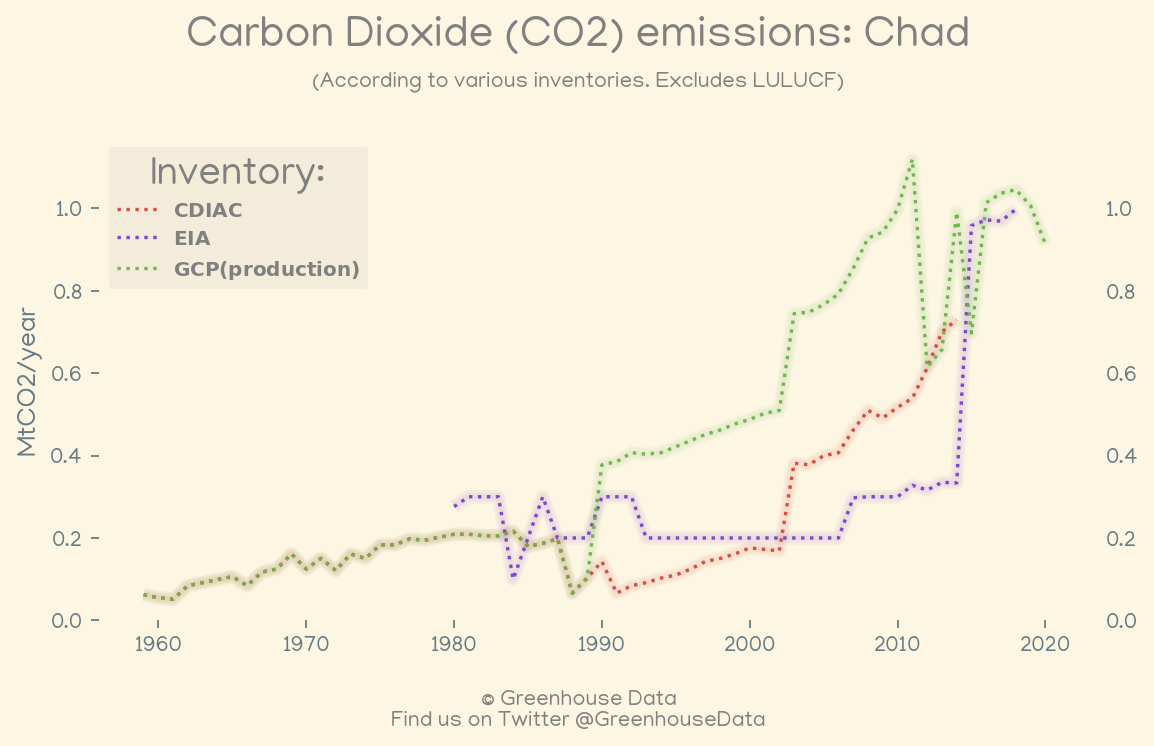 Carbon Dioxide (CO2) emissions: Chad
(According to various inventories. Excludes LULUCF)
Inventory:
CDIAC
EIA
GCP(production)
MtCO2/year
1.0
0.8
0.6
0.4
0.2
0.0
1.0
0.8
0.6
0.4
0.2
0.0
1960 1970 1980 1990 2000 2010 2020
© Greenhouse Data
Find us on Twitter @GreenhouseData